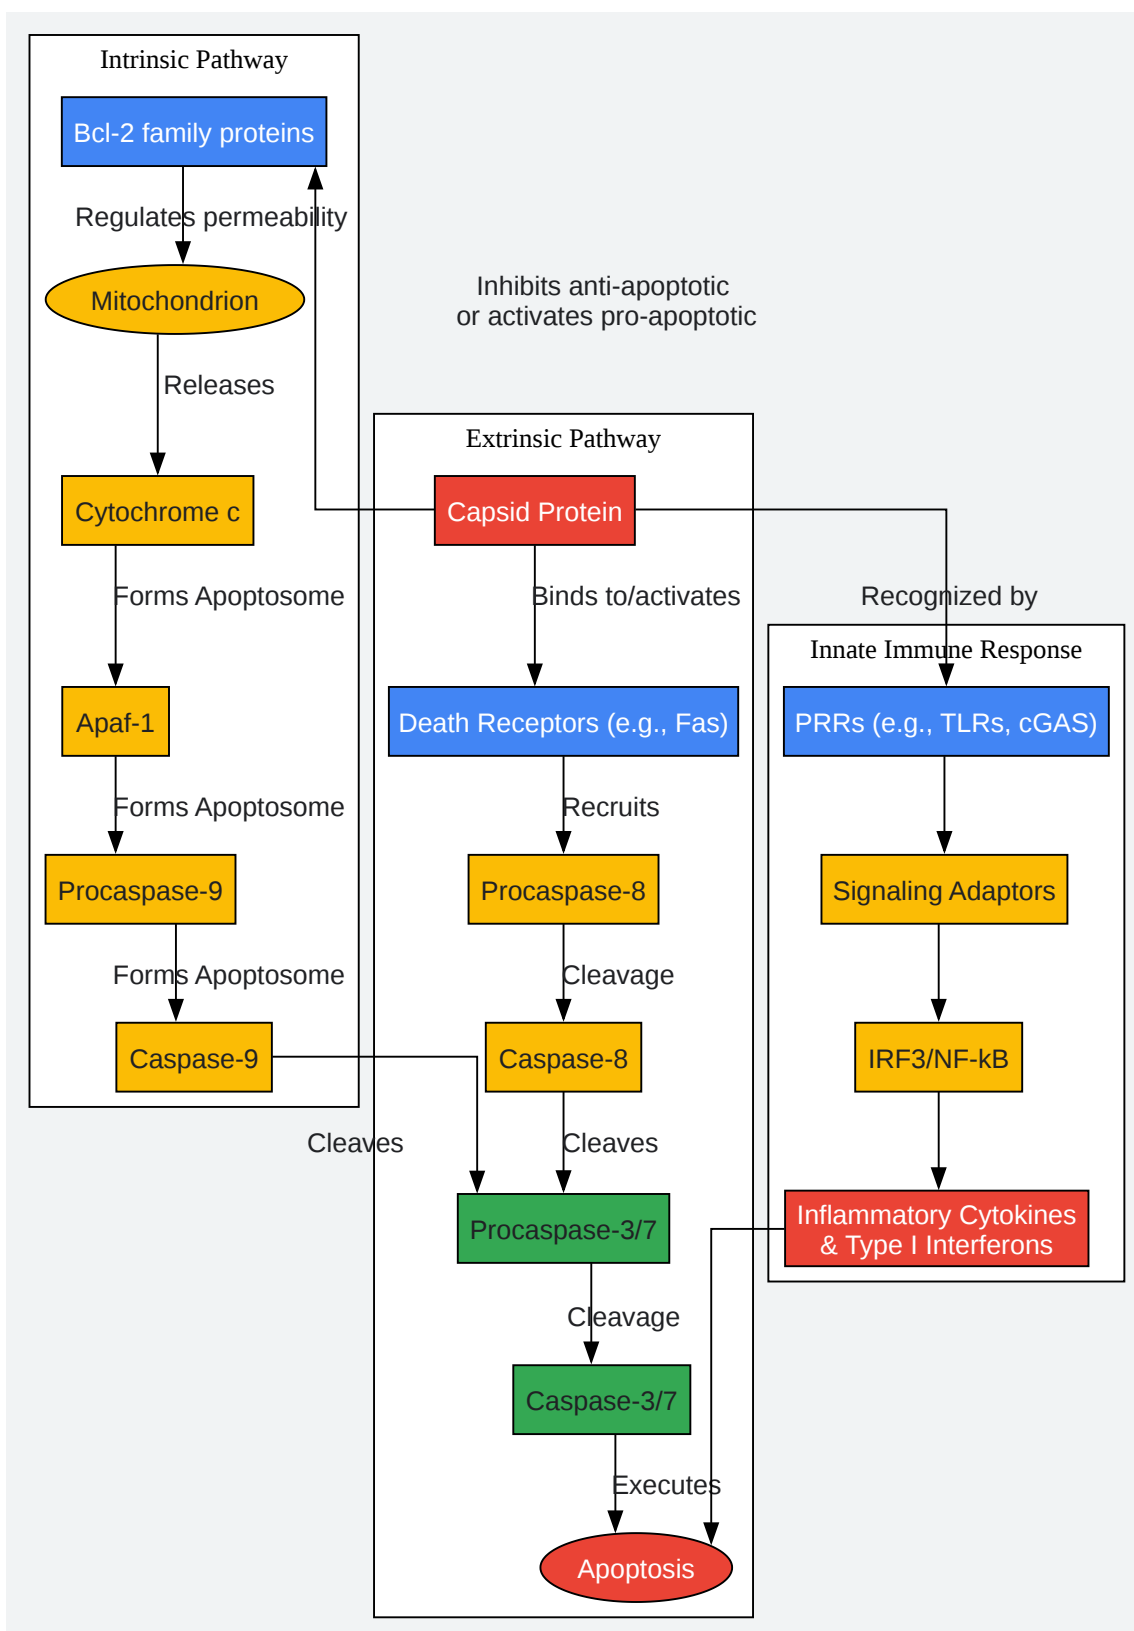 Intrinsic Pathway
Bcl-2 family proteins
Regulates permeability
Mitochondrion
Releases
Cytochrome c
Forms Apoptosome
Apaf-1
Forms Apoptosome
Procaspase-9
Forms Apoptosome
Caspase-9
Cleaves
Inhibits anti-apoptotic
or activates pro-apoptotic
Extrinsic Pathway
Capsid Protein
Binds to/activates
Death Receptors (e.g., Fas)
Recruits
Procaspase-8
Cleavage
Caspase-8
Cleaves
Procaspase-3/7
Cleavage
Caspase-3/7
Executes
Apoptosis
Recognized by
Innate Immune Response
PRRs (e.g., TLRs, cGAS)
Signaling Adaptors
IRF3/NF-kB
Inflammatory Cytokines
& Type I Interferons